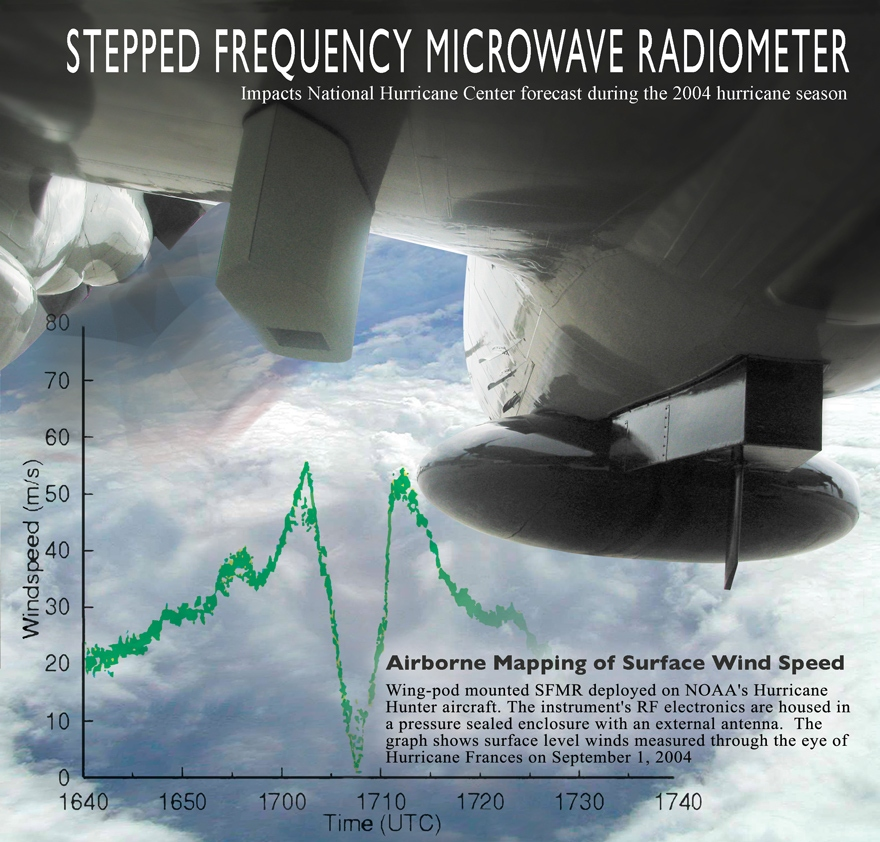 STEPPED FREQUENCY MICROWAVE RADIOMETER
Impacts National Hurricane Center forecast during the 2004 hurricane season
80
70
60
50
40
30
20
10
0
Windspeed (m/s)
Airborne Mapping of Surface Wind Speed
Wing-pod mounted SFMR deployed on NOAA's Hurricane
Hunter aircraft. The instrument's RF electronics are housed in
a pressure sealed enclosure with an external antenna. The
graph shows surface level winds measured through the eye of
Hurricane Frances on September 1, 2004
1640 1650 1700 1710 1720 1730 1740
Time (UTC)